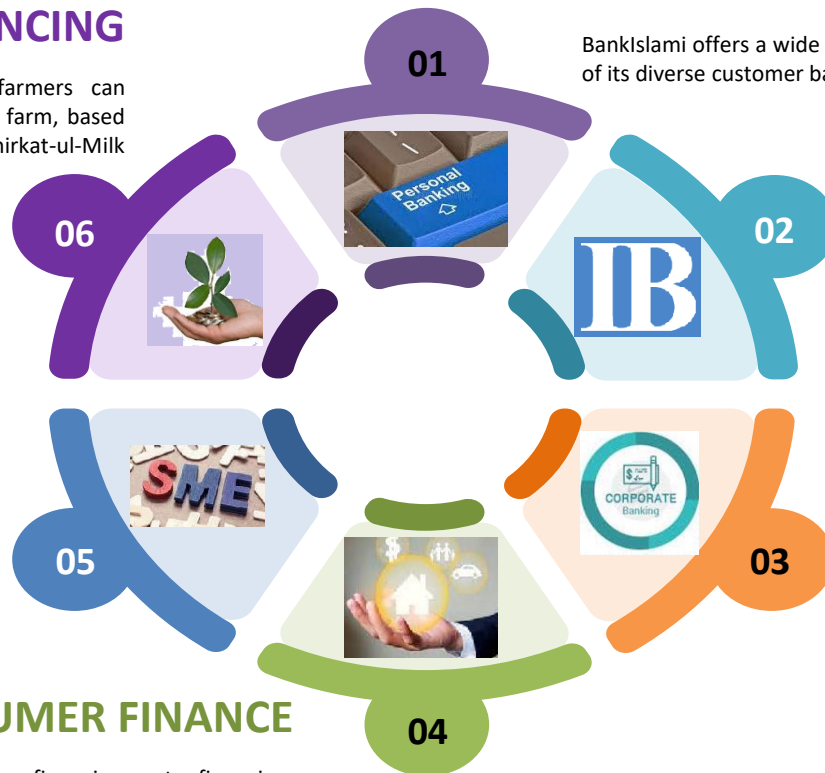 NCING
farmers can
farm, based
hirkat-ul-Milk
BankIslami offers a wide
of its diverse customer ba
01
Personal
Banking
02
IB
03
$
CORPORATE
Banking
04
$
05
SME
06
UMER FINANCE